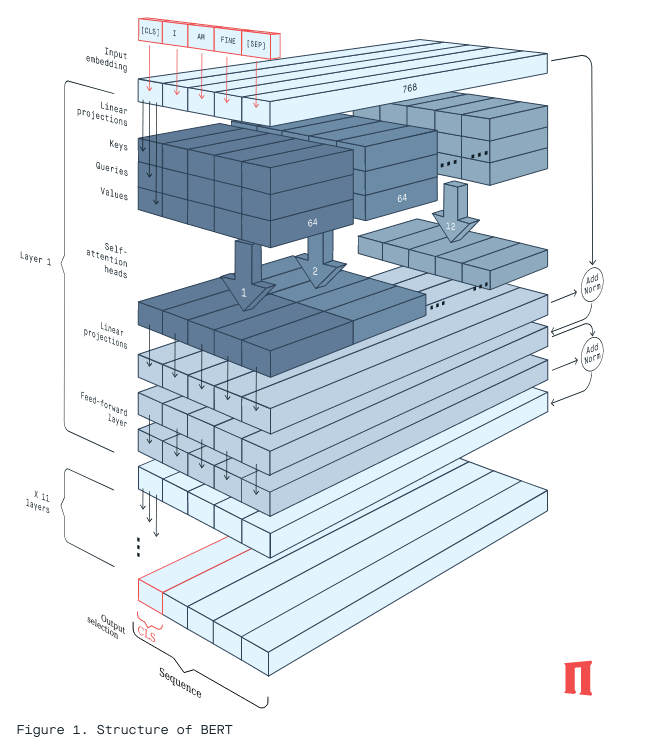 [CLS] I AM FINE [SEP]
Input
embedding
768
Linear
projections
Keys
Queries
Values
64
64
12
Self-
attention
heads
1
2
Layer 1
Add
Norm
Linear
projections
Add
Norm
Feed-forward
layer
X ii
layers
Output
selection
CLS
Sequence
Figure 1. Structure of BERT